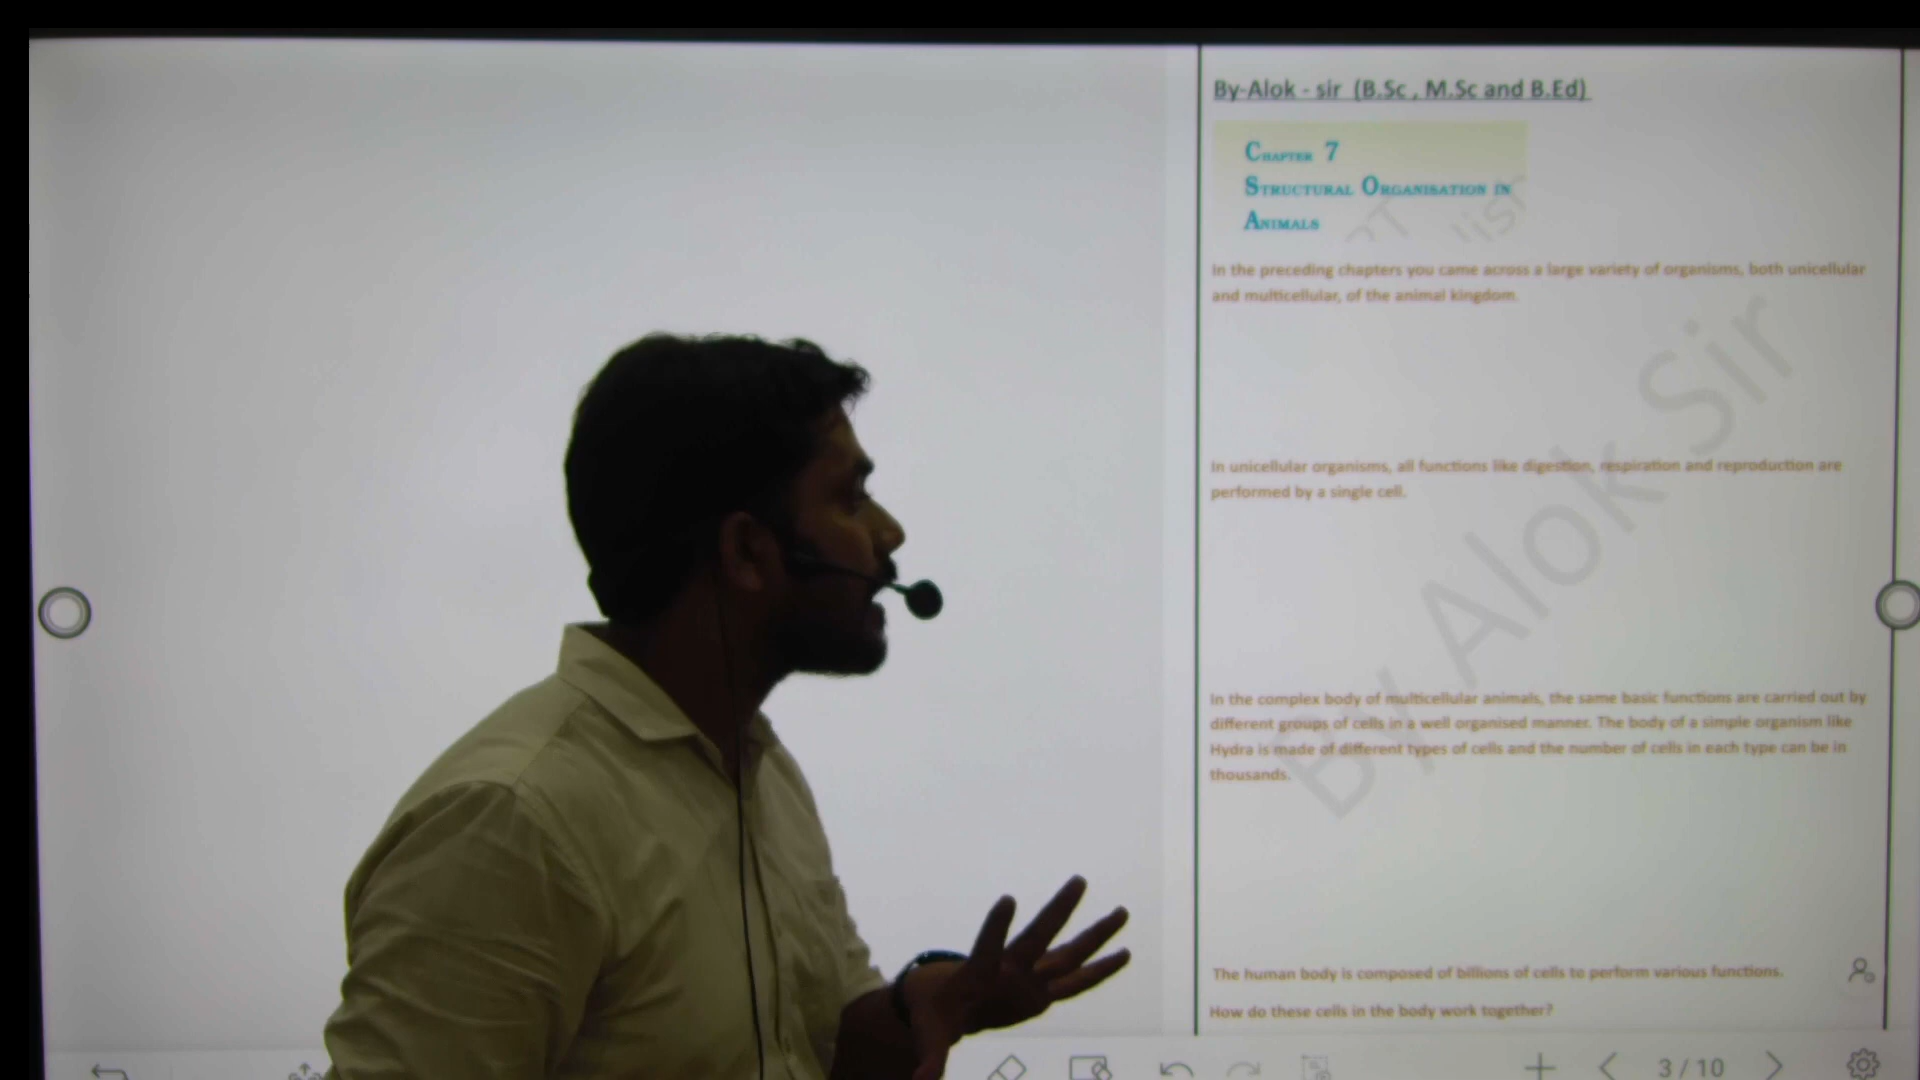 By-Alok - sir (B.Sc , M.Sc and B.Ed)
CHAPTER 7
STRUCTURAL ORGANISATION IN
ANIMALS
In the preceding chapters you came across a large variety of organisms, both unicellular
and multicellular, of the animal kingdom.
In unicellular organisms, all functions like digestion, respiration and reproduction are
performed by a single cell.
By Alok Sir
In the complex body of multicellular animals, the same basic functions are carried out by
different groups of cells in a well organised manner. The body of a simple organism like
Hydra is made of different types of cells and the number of cells in each type can be in
thousands.
The human body is composed of billions of cells to perform various functions.
How do these cells in the body work together?
3 / 10